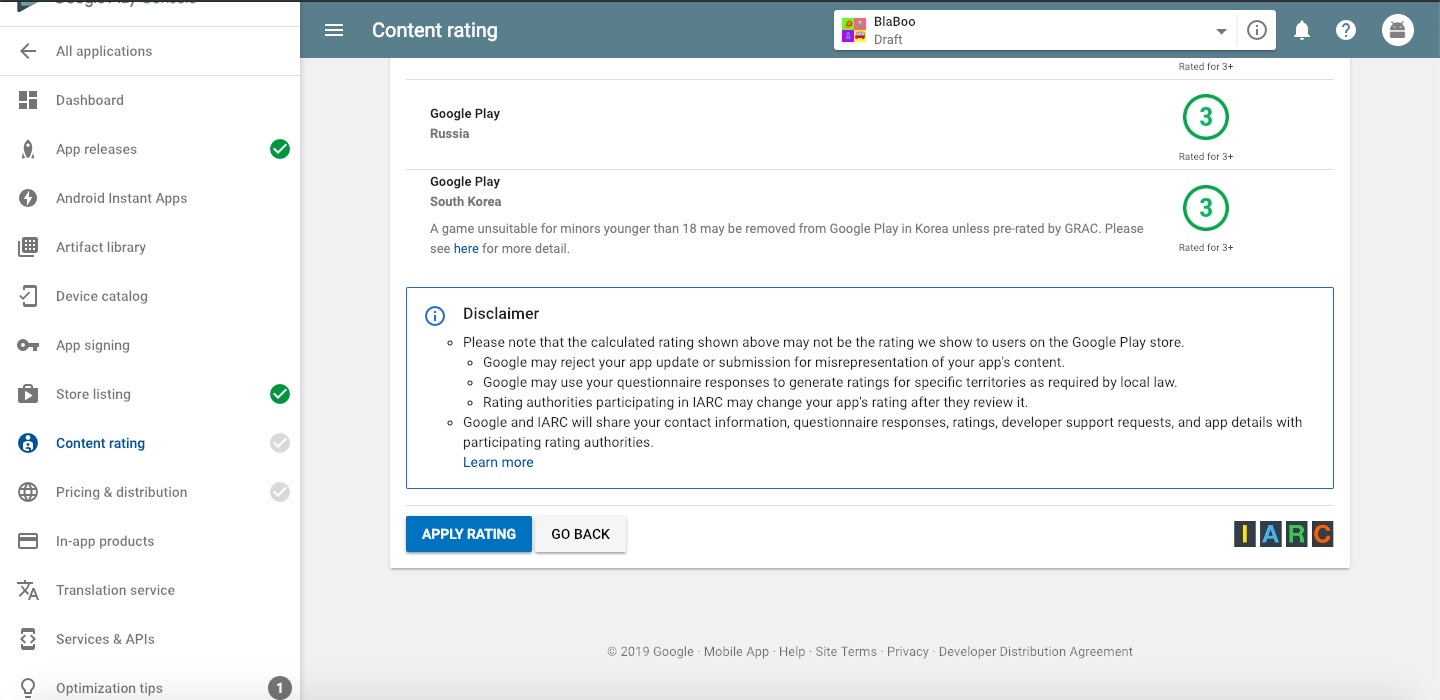 Google Play Console
All applications
Dashboard
App releases
Android Instant Apps
Artifact library
Device catalog
App signing
Store listing
Content rating
Pricing & distribution
In-app products
Translation service
Services & APIs
Optimization tips
1
Content rating
BlaBoo
Draft
Rated for 3+
Google Play
Russia
3
Rated for 3+
Google Play
South Korea
A game unsuitable for minors younger than 18 may be removed from Google Play in Korea unless pre-rated by GRAC. Please
see here for more detail.
3
Rated for 3+
Disclaimer
Please note that the calculated rating shown above may not be the rating we show to users on the Google Play store.
Google may reject your app update or submission for misrepresentation of your app's content.
Google may use your questionnaire responses to generate ratings for specific territories as required by local law.
Rating authorities participating in IARC may change your app's rating after they review it.
Google and IARC will share your contact information, questionnaire responses, ratings, developer support requests, and app details with
participating rating authorities.
Learn more
APPLY RATING
GO BACK
IARC
© 2019 Google · Mobile App · Help · Site Terms · Privacy · Developer Distribution Agreement